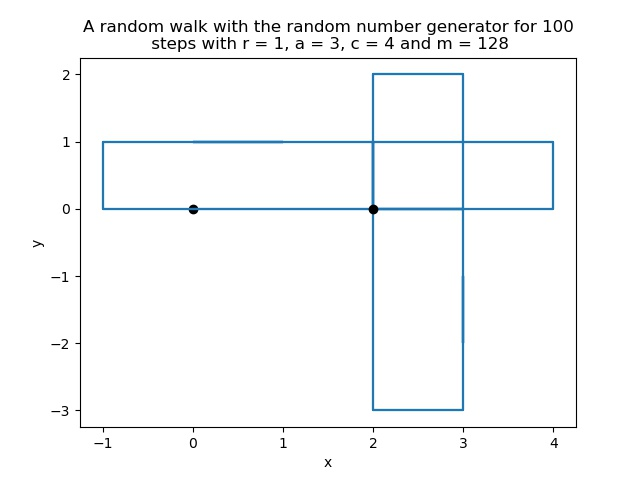 A random walk with the random number generator for 100
steps with r = 1, a = 3, c = 4 and m = 128
2
1
0
−1
−2
−3
y
−1 0 1 2 3 4
x